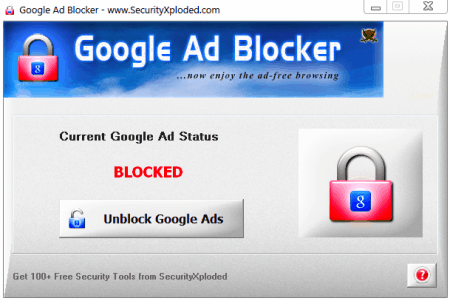 Google Ad Blocker - www.SecurityXploded.com
Google Ad Blocker
...now enjoy the ad-free browsing
Current Google Ad Status
BLOCKED
Unblock Google Ads
Get 100+ Free Security Tools from SecurityXploded